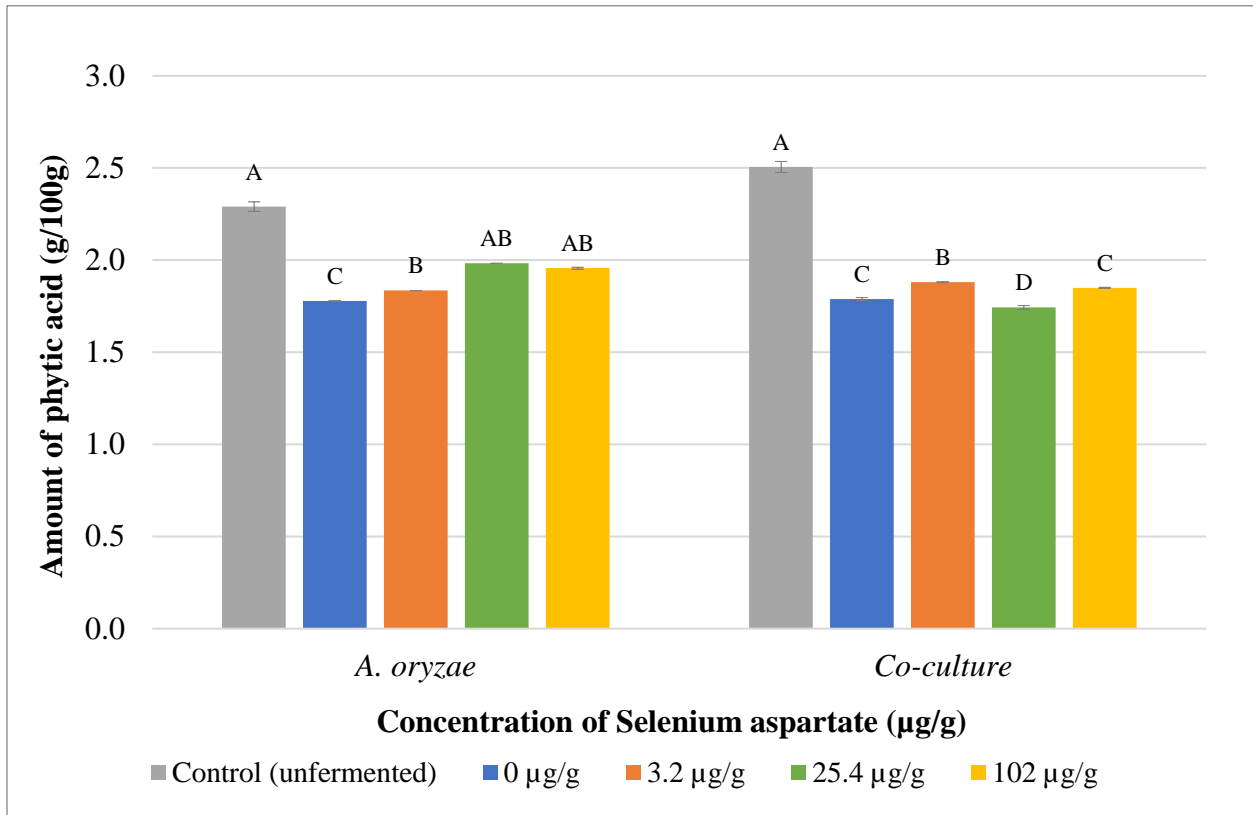 Amount of phytic acid (g/100g)
3.0
2.5
2.0
1.5
1.0
0.5
0.0
A
C
B
AB
AB
A
C
B
D
C
A. oryzae
Co-culture
Concentration of Selenium aspartate (µg/g)
Control (unfermented)
0 µg/g
3.2 µg/g
25.4 µg/g
102 µg/g